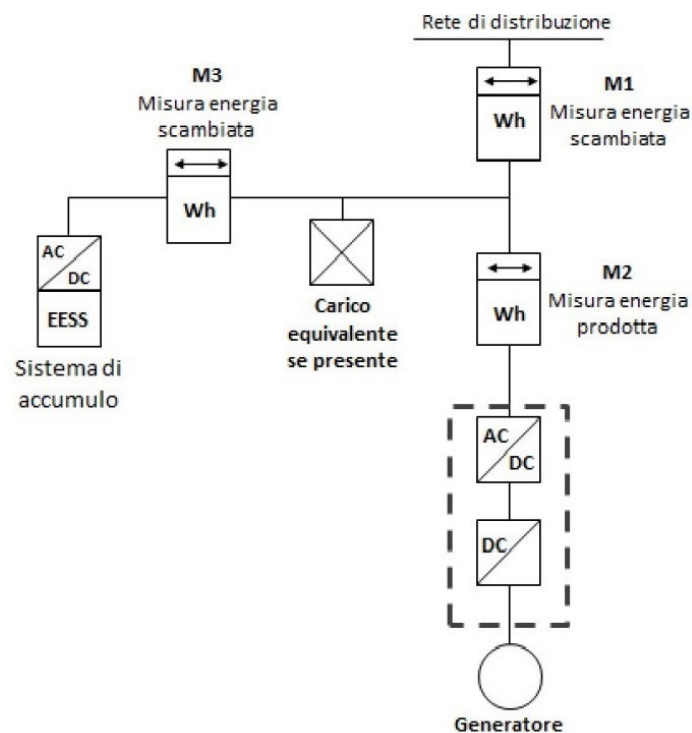 Rete di distribuzione
M1
Misura energia
scambiata
Wh
M3
Misura energia
scambiata
Wh
AC
DC
EESS
Sistema di
accumulo
Carico
equivalente
se presente
M2
Misura energia
prodotta
Wh
AC
DC
DC
Generatore